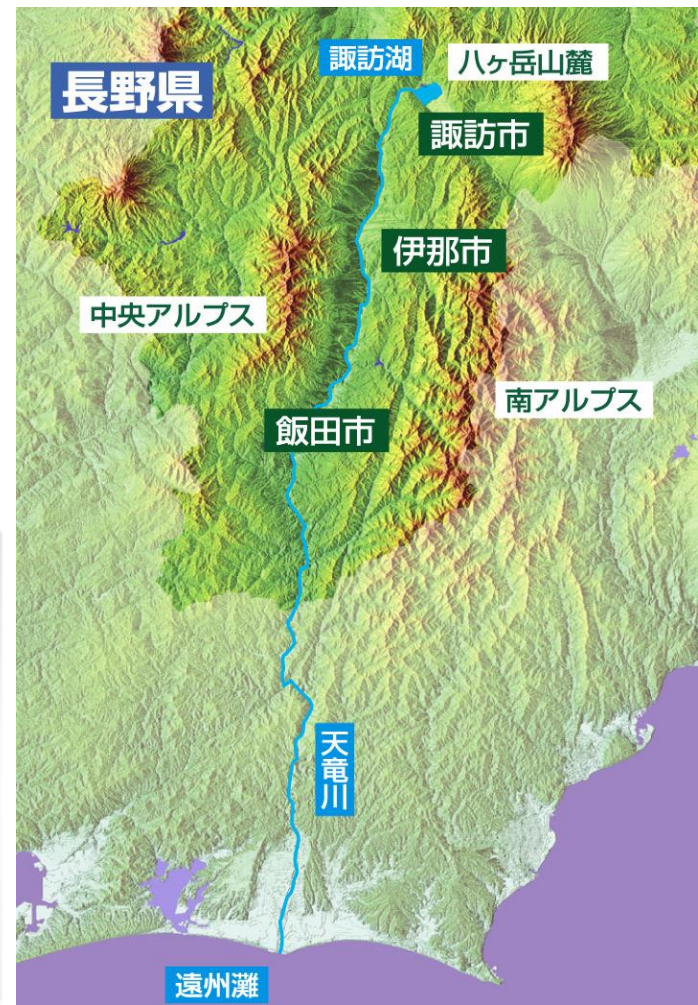 諏訪湖
八ヶ岳山麓
長野県
諏訪市
伊那市
中央アルプス
南アルプス
飯田市
天竜川
遠州灘